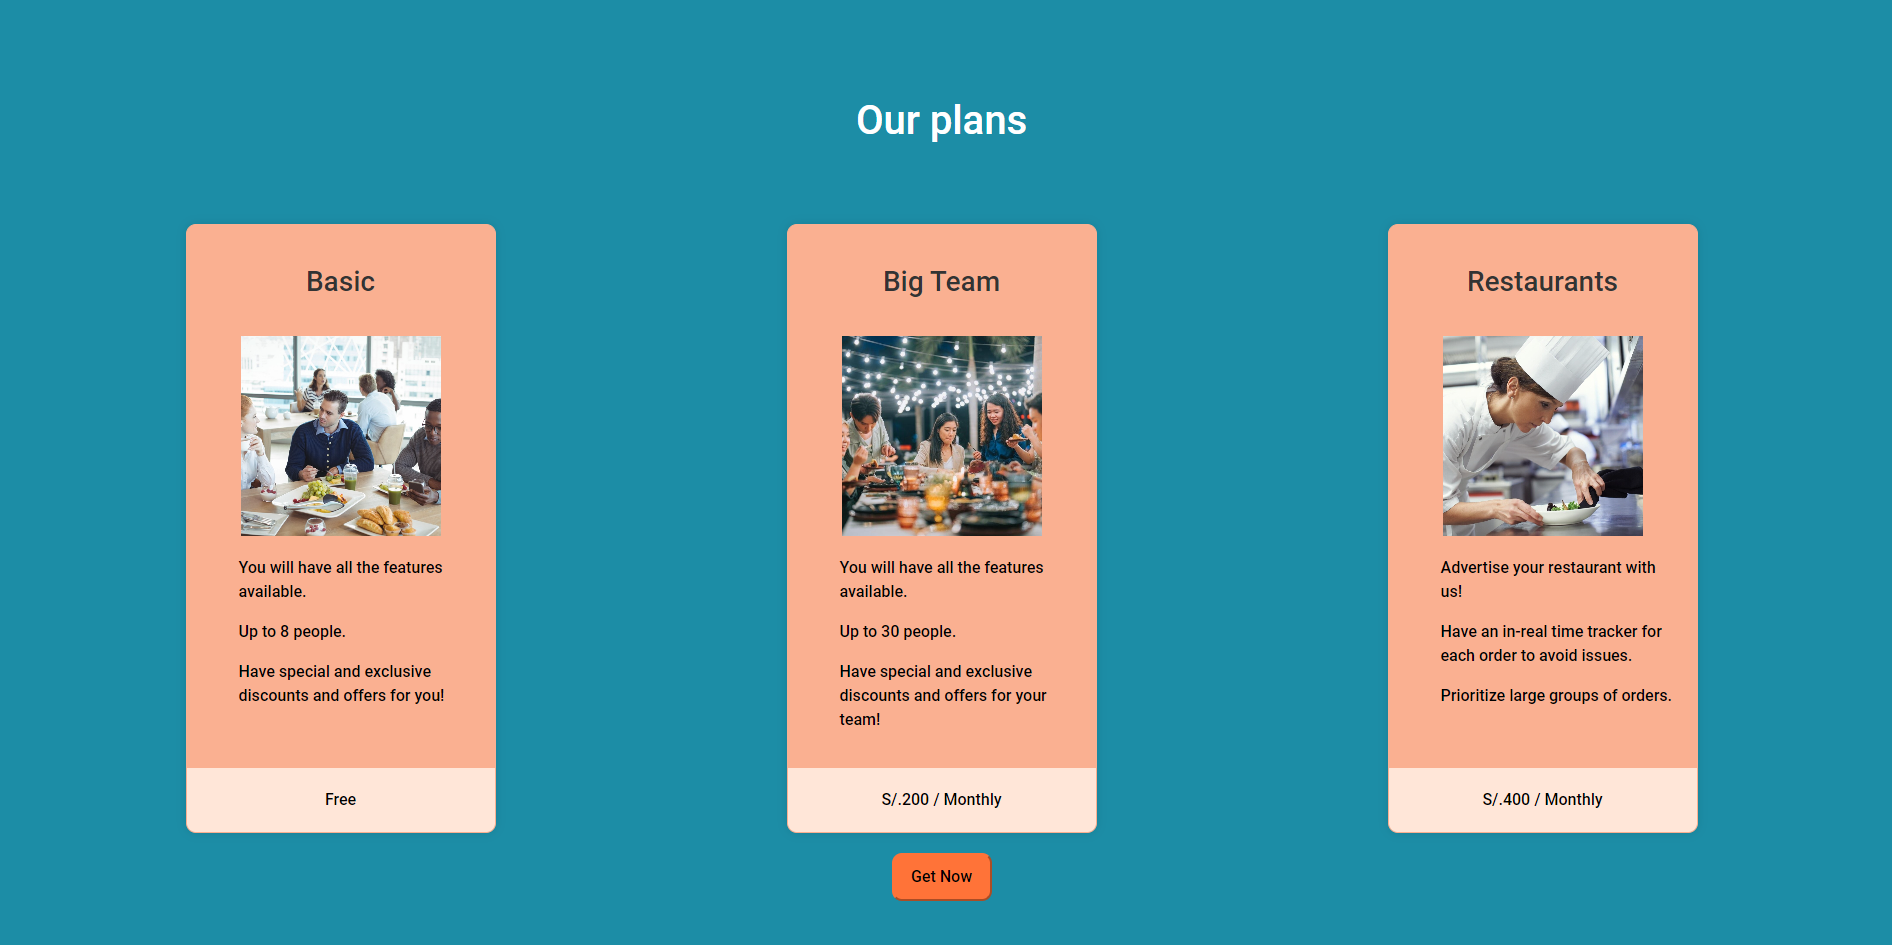 Our plans
Basic
You will have all the features
available.
Up to 8 people.
Have special and exclusive
discounts and offers for you!
Free
Big Team
You will have all the features
available.
Up to 30 people.
Have special and exclusive
discounts and offers for your
team!
S/.200 / Monthly
Restaurants
Advertise your restaurant with
us!
Have an in-real time tracker for
each order to avoid issues.
Prioritize large groups of orders.
S/.400 / Monthly
Get Now